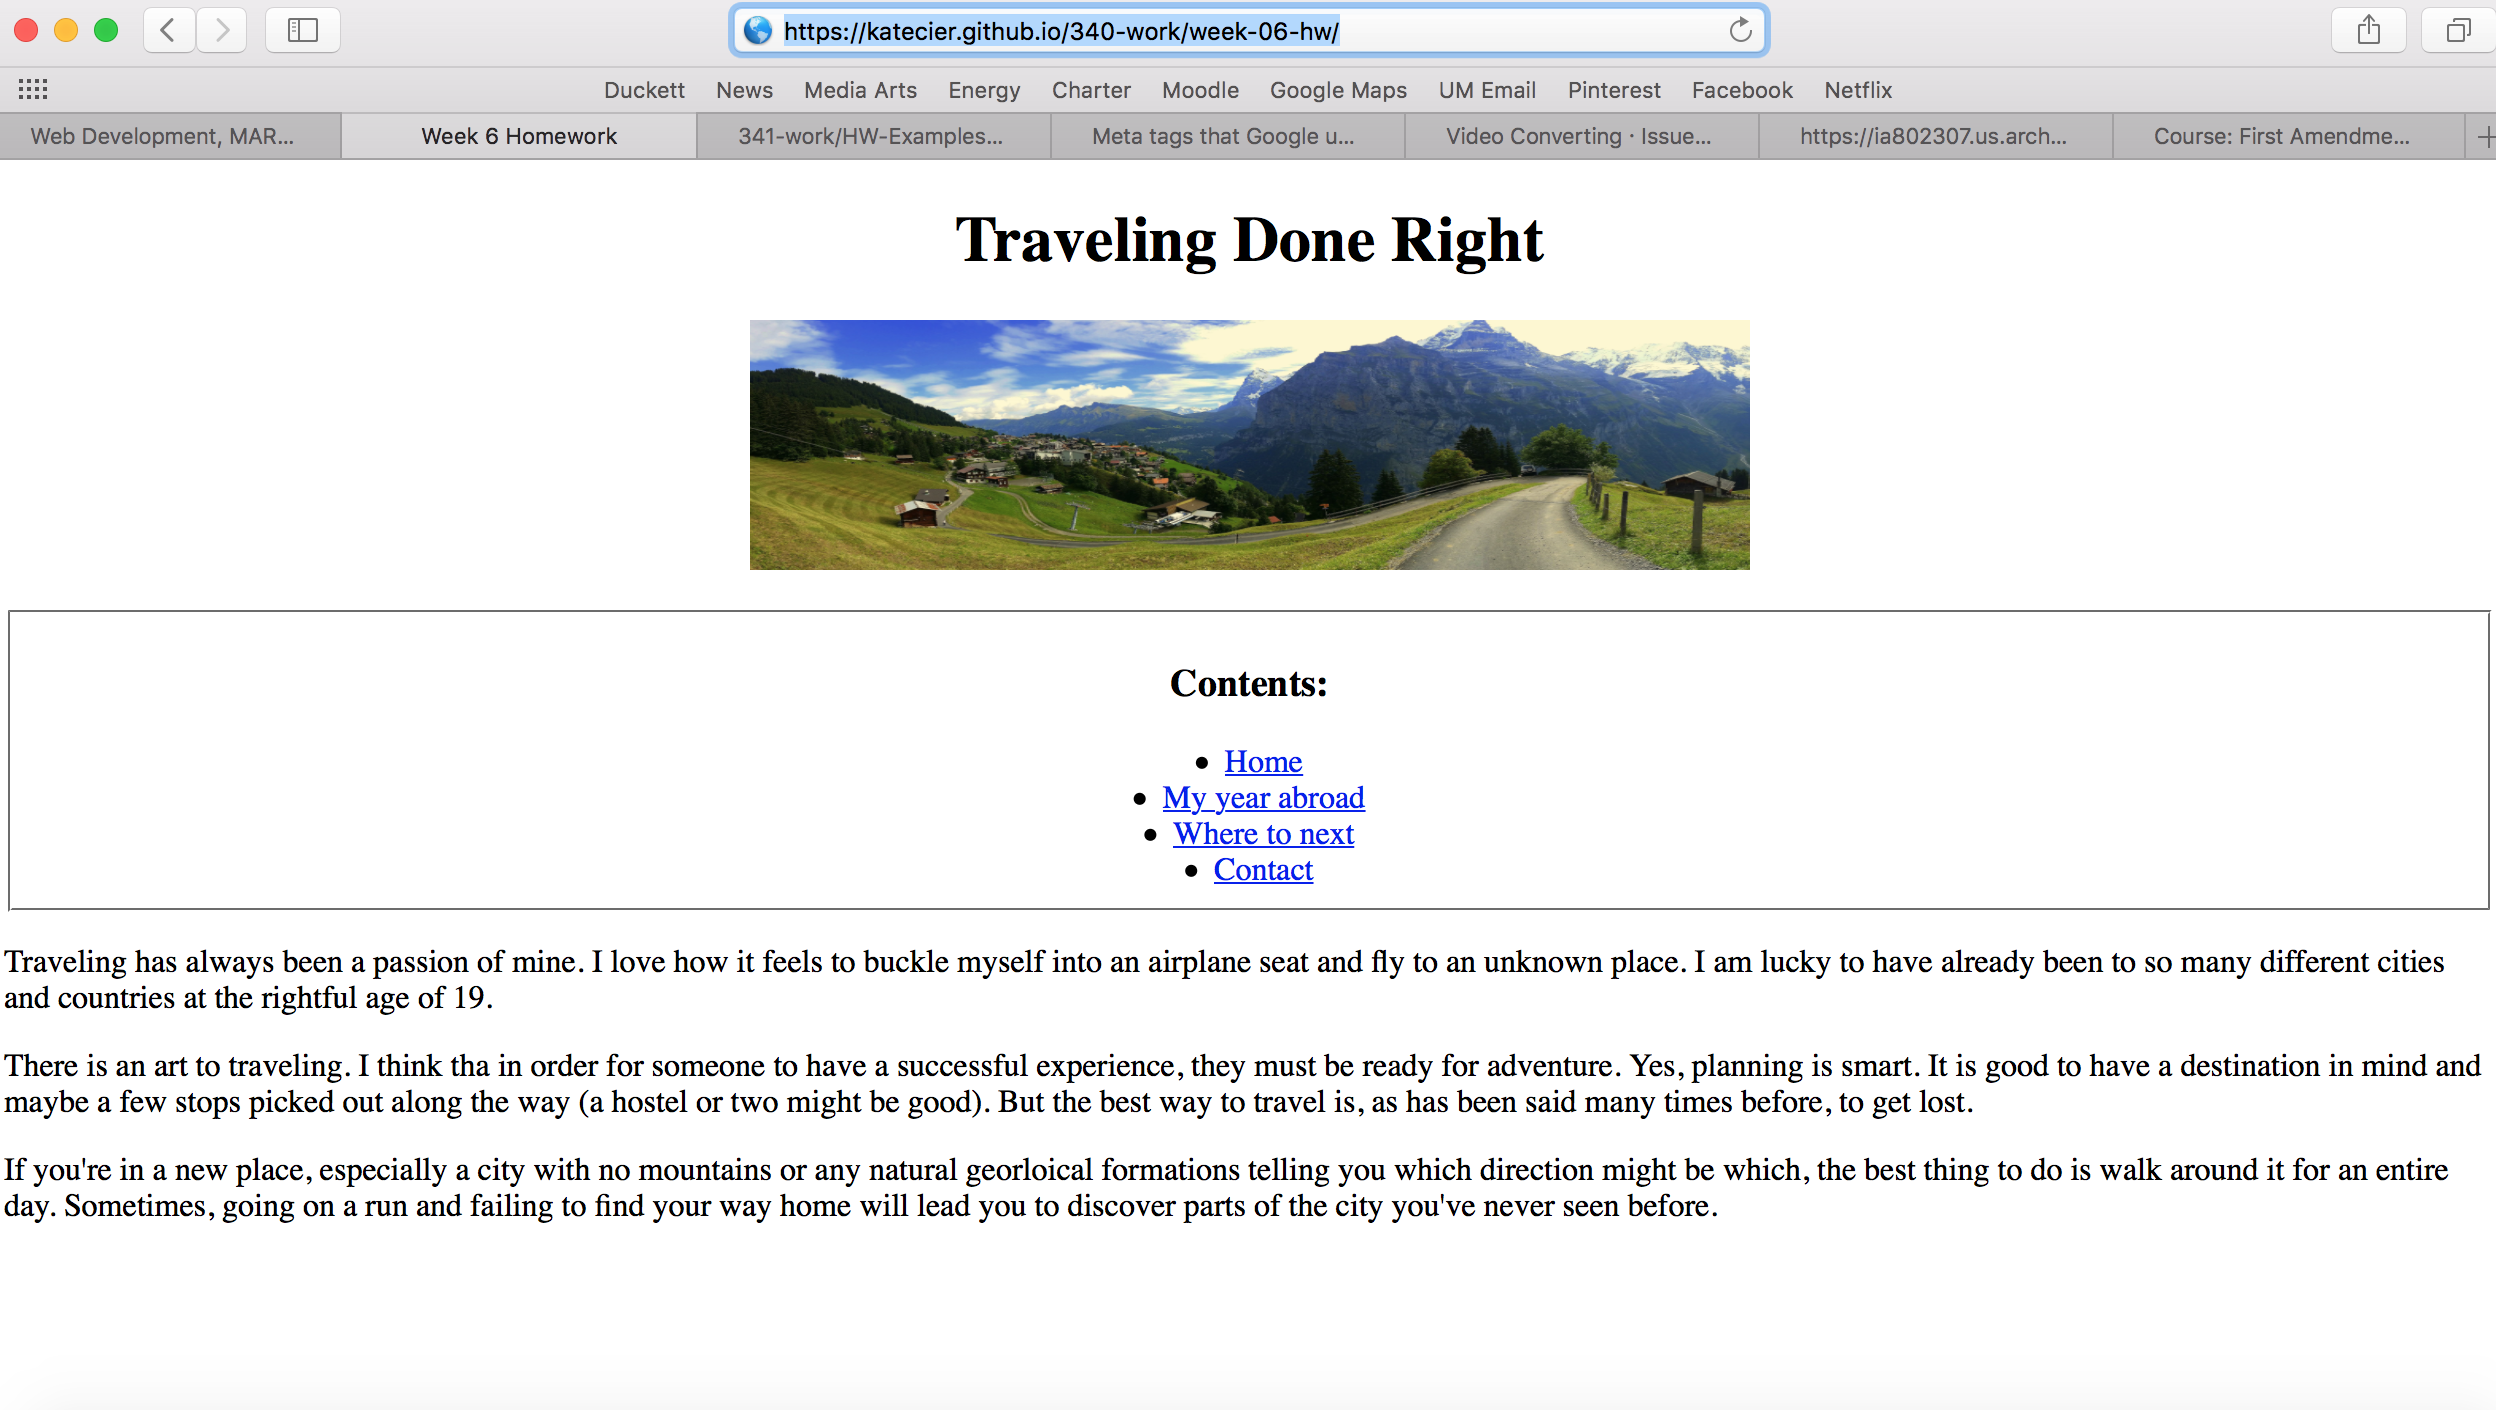 https://katecier.github.io/340-work/week-06-hw/
Duckett News Media Arts Energy Charter Moodle Google Maps UM Email Pinterest Facebook Netflix
Web Development, MAR... Week 6 Homework 341-work/HW-Examples... Meta tags that Google u... Video Converting · Issue... https://ia802307.us.arch... Course: First Amendme...
Traveling Done Right
Contents:
• Home
• My year abroad
• Where to next
• Contact
Traveling has always been a passion of mine. I love how it feels to buckle myself into an airplane seat and fly to an unknown place. I am lucky to have already been to so many different cities
and countries at the rightful age of 19.
There is an art to traveling. I think tha in order for someone to have a successful experience, they must be ready for adventure. Yes, planning is smart. It is good to have a destination in mind and
maybe a few stops picked out along the way (a hostel or two might be good). But the best way to travel is, as has been said many times before, to get lost.
If you're in a new place, especially a city with no mountains or any natural georloical formations telling you which direction might be which, the best thing to do is walk around it for an entire
day. Sometimes, going on a run and failing to find your way home will lead you to discover parts of the city you've never seen before.